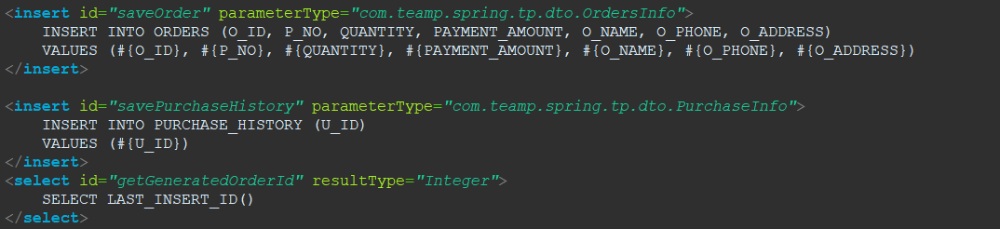 <insert id="saveOrder" parameterType="com.teamp.spring.tp.dto.OrdersInfo">
    INSERT INTO ORDERS (O_ID, P_NO, QUANTITY, PAYMENT_AMOUNT, O_NAME, O_PHONE, O_ADDRESS)
    VALUES (#{O_ID}, #{P_NO}, #{QUANTITY}, #{PAYMENT_AMOUNT}, #{O_NAME}, #{O_PHONE}, #{O_ADDRESS})
</insert>

<insert id="savePurchaseHistory" parameterType="com.teamp.spring.tp.dto.PurchaseInfo">
    INSERT INTO PURCHASE_HISTORY (U_ID)
    VALUES (#{U_ID})
</insert>
<select id="getGeneratedOrderId" resultType="Integer">
    SELECT LAST_INSERT_ID()
</select>